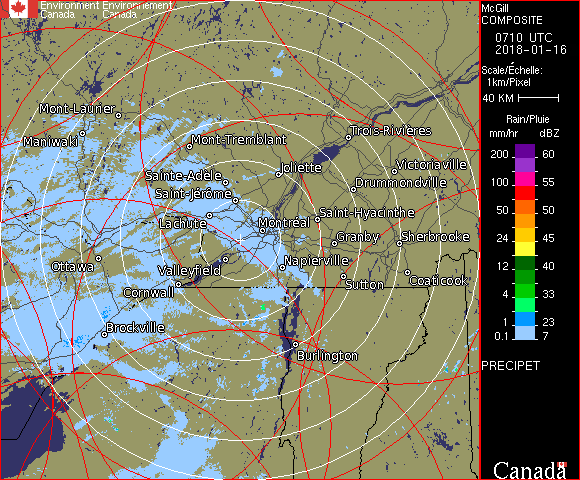 Environment Environnement
Canada Canada
McGill
COMPOSITE
0710 UTC
2018-01-16
Scale/Échelle:
1km/Pixel
40 KM
Rain/Pluie
mm/hr dBZ
200 60
100 55
50 50
24 45
12 40
4 33
1 23
0.1 7
PRECIPET
Canada
Mont-Laurier
Maniwaki
Mont-Tremblant
Trois-Rivières
Joliette
Victoriaville
Sainte-Adèle
Drummondville
Saint-Jérôme
Saint-Hyacinthe
Lachute
Montréal
Granby
Sherbrooke
Ottawa
Valleyfield
Napierville
Cornwall
Sutton
Coaticook
Brockville
Burlington